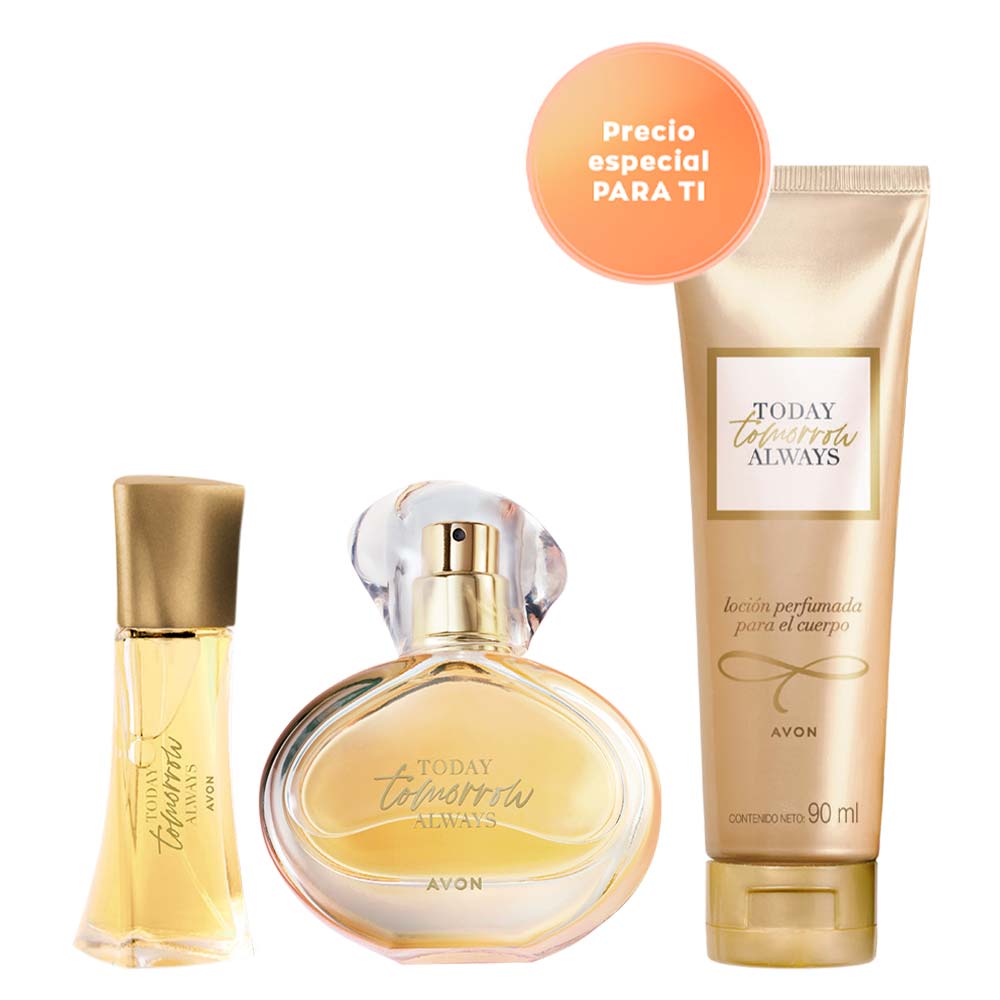 Precio
especial
PARA TI
TODAY
tomorrow
ALWAYS
loción perfumada
para el cuerpo
AVON
CONTENIDO NETO: 90 ml
TODAY
tomorrow
ALWAYS
AVON
TODAY
tomorrow
ALWAYS
AVON